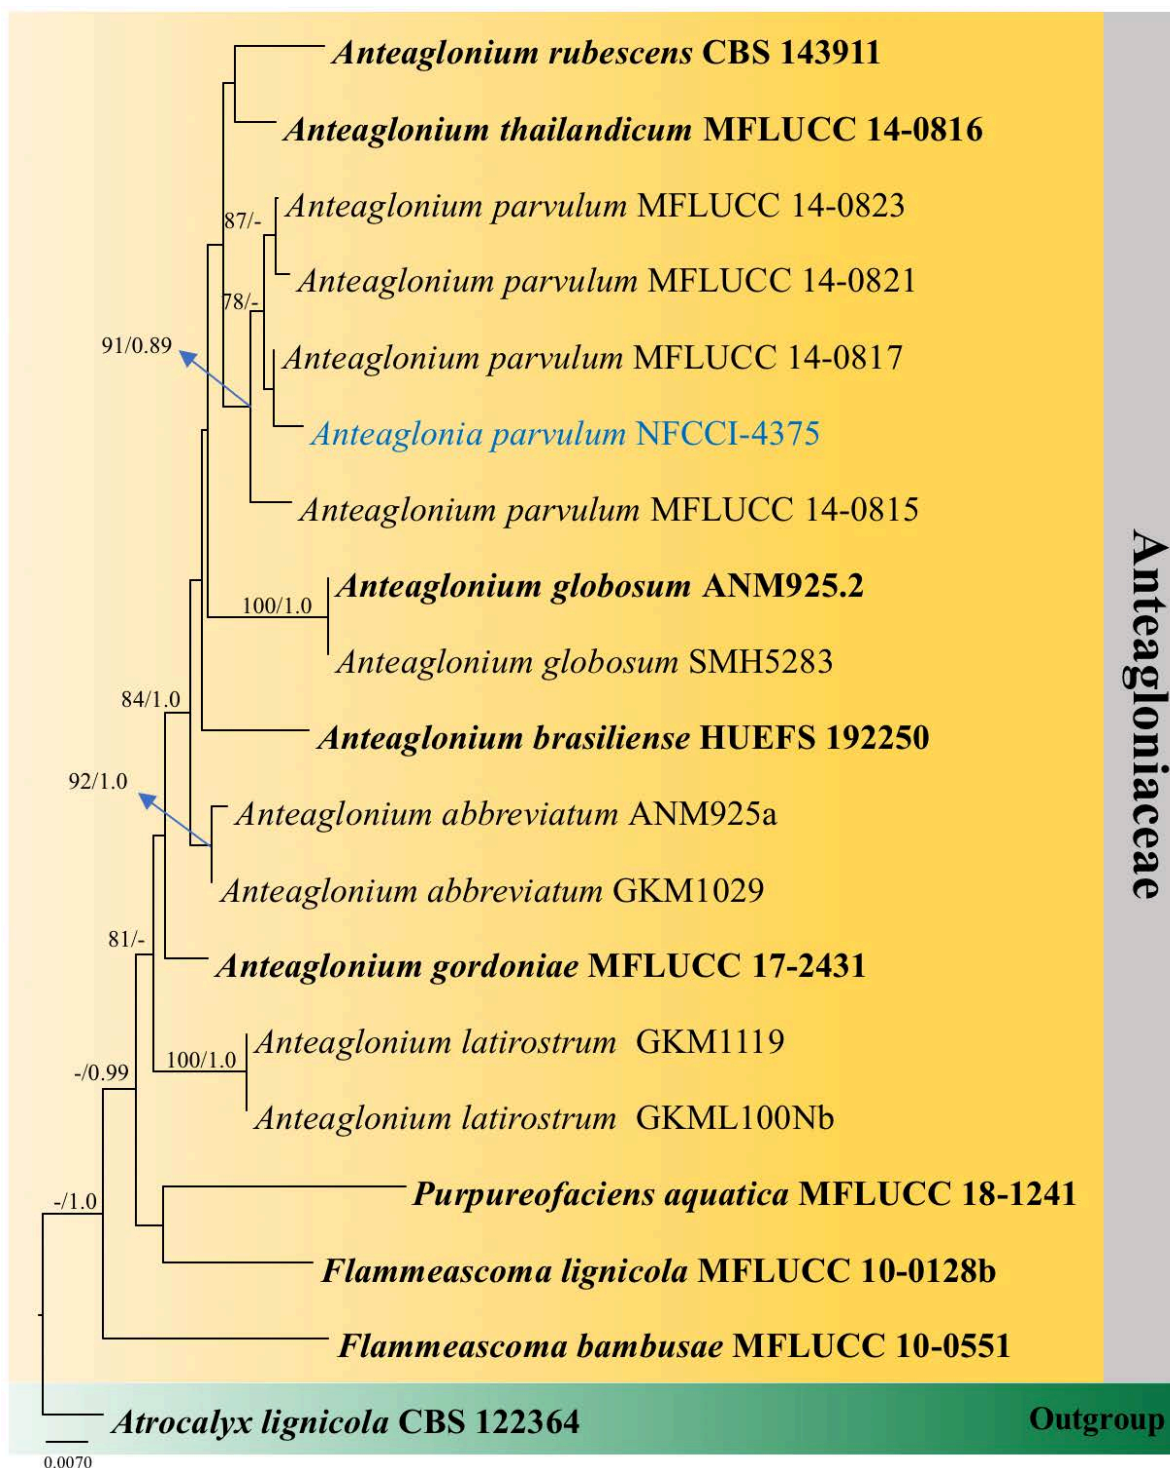 Anteaglonium rubescens CBS 143911
Anteaglonium thailandicum MFLUCC 14-0816
Anteaglonium parvulum MFLUCC 14-0823
87/-
Anteaglonium parvulum MFLUCC 14-0821
78/-
91/0.89
Anteaglonium parvulum MFLUCC 14-0817
Anteaglonia parvulum NFCCI-4375
Anteaglonium parvulum MFLUCC 14-0815
Anteaglonium globosum ANM925.2
100/1.0
Anteaglonium globosum SMH5283
84/1.0
Anteaglonium brasiliense HUEFS 192250
92/1.0
Anteaglonium abbreviatum ANM925a
Anteaglonium abbreviatum GKM1029
81/-
Anteaglonium gordoniae MFLUCC 17-2431
Anteaglonium latirostrum GKM1119
100/1.0
-/0.99
Anteaglonium latirostrum GKML100Nb
Purpureofaciens aquatica MFLUCC 18-1241
-/1.0
Flammeascoma lignicola MFLUCC 10-0128b
Flammeascoma bambusae MFLUCC 10-0551
Anteagloniaceae
Atrocalyx lignicola CBS 122364
Outgroup
0.0070